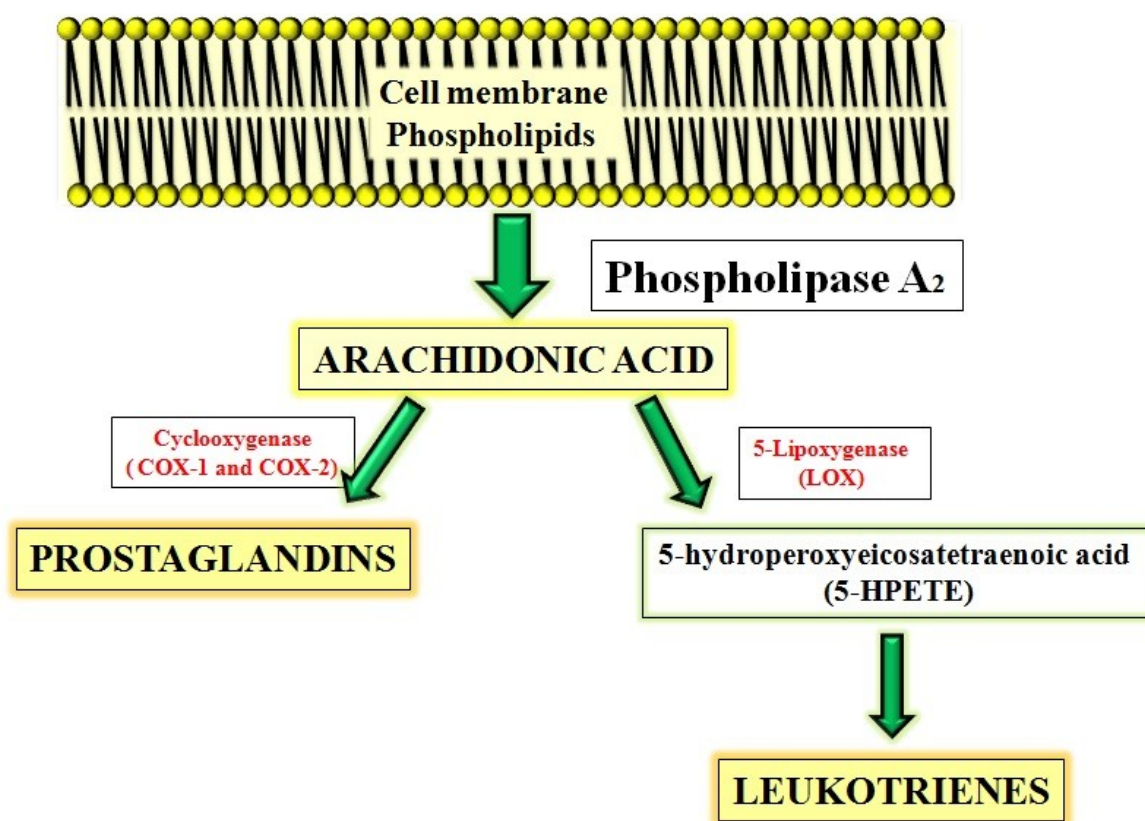 Cell membrane
Phospholipids
Phospholipase A₂
ARACHIDONIC ACID
Cyclooxygenase
( COX-1 and COX-2)
5-Lipoxygenase
(LOX)
PROSTAGLANDINS
5-hydroperoxyeicosatetraenoic acid
(5-HPETE)
LEUKOTRIENES